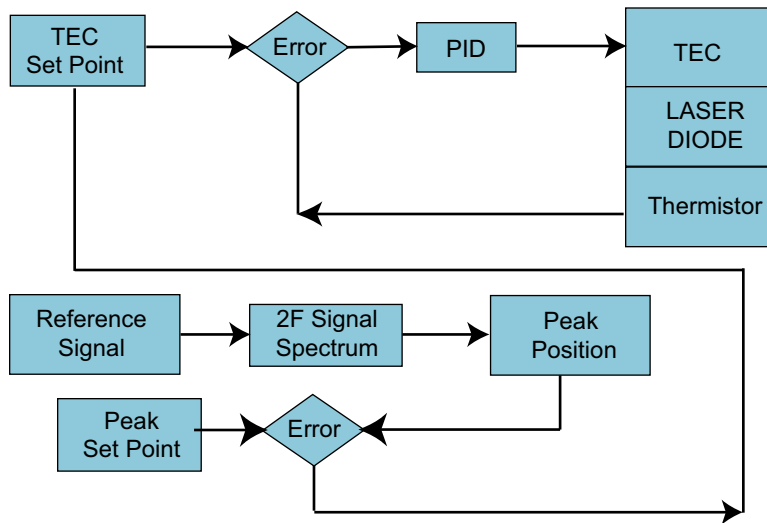 TEC
Set Point
Error
PID
TEC
LASER
DIODE
Thermistor
Reference
Signal
2F Signal
Spectrum
Peak
Position
Peak
Set Point
Error